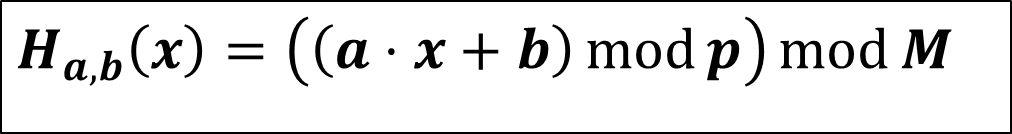 H_{a,b}(x) = ((a · x + b) mod p) mod M